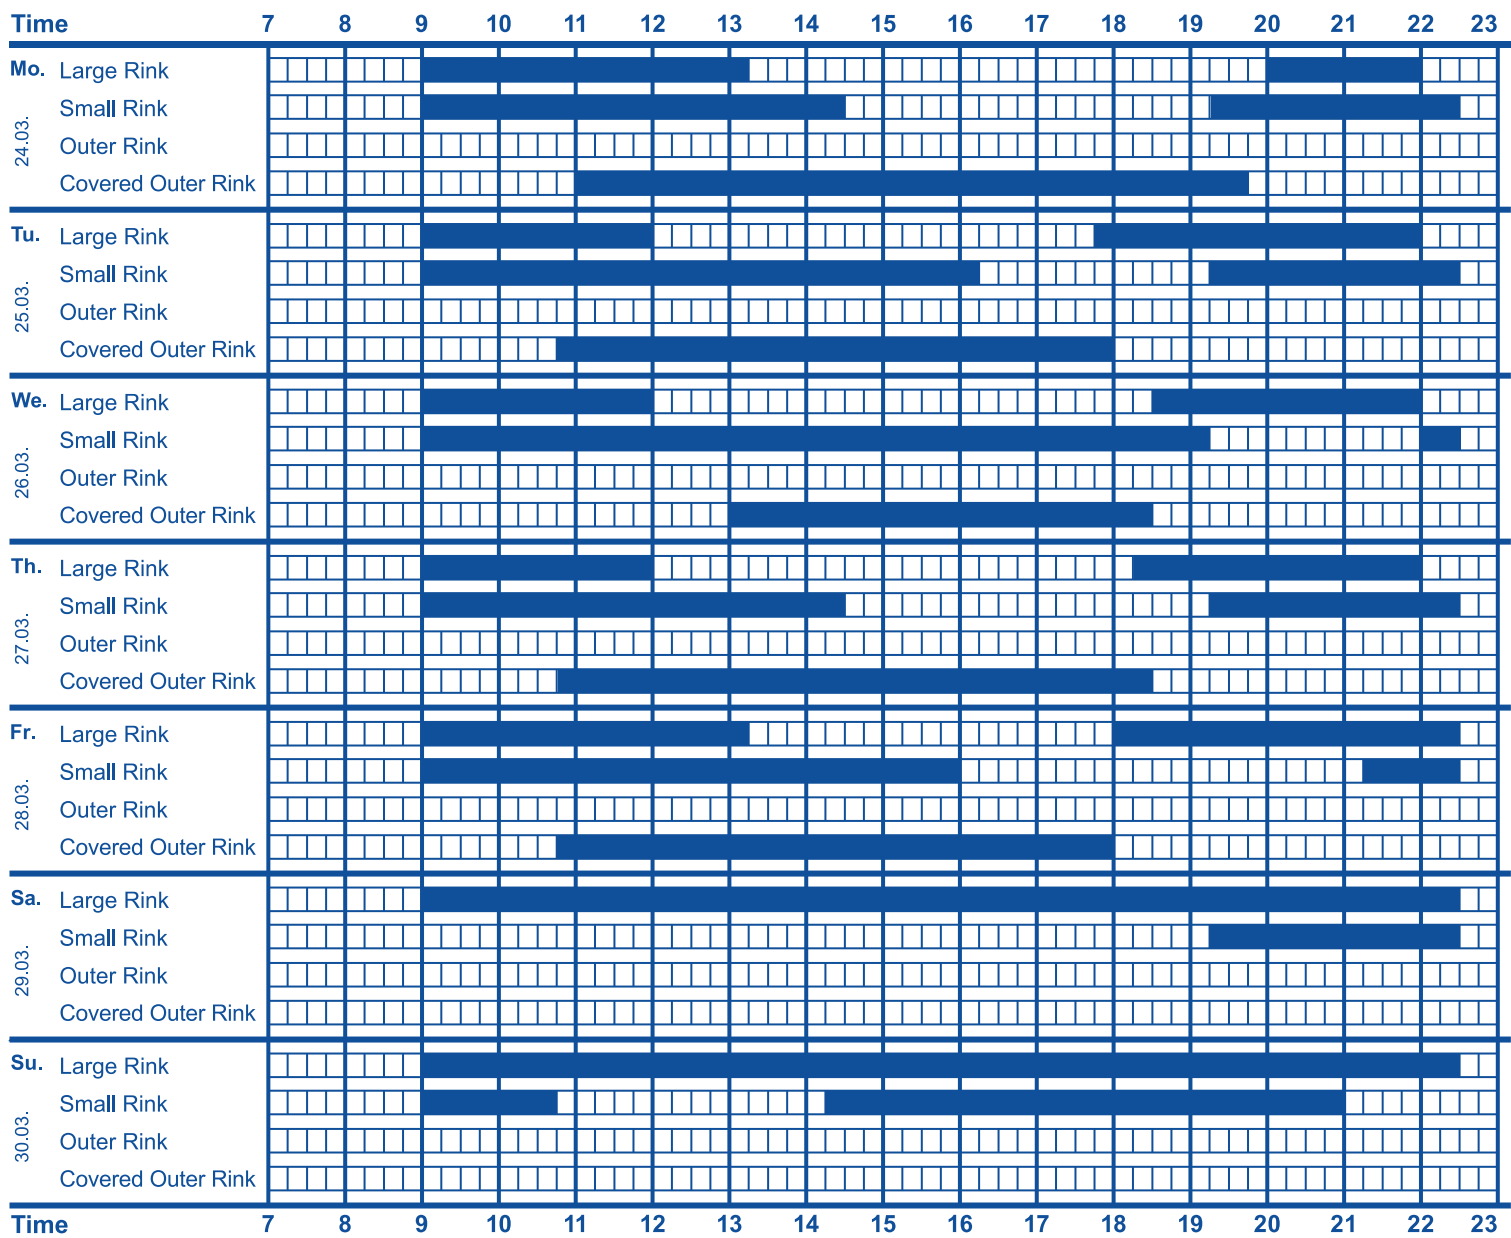 Time 7 8 9 10 11 12 13 14 15 16 17 18 19 20 21 22 23
Mo. Large Rink
Small Rink
24.03.
Outer Rink
Covered Outer Rink
Tu. Large Rink
Small Rink
25.03.
Outer Rink
Covered Outer Rink
We. Large Rink
Small Rink
26.03.
Outer Rink
Covered Outer Rink
Th. Large Rink
Small Rink
27.03.
Outer Rink
Covered Outer Rink
Fr. Large Rink
Small Rink
28.03.
Outer Rink
Covered Outer Rink
Sa. Large Rink
Small Rink
29.03.
Outer Rink
Covered Outer Rink
Su. Large Rink
Small Rink
30.03.
Outer Rink
Covered Outer Rink
Time 7 8 9 10 11 12 13 14 15 16 17 18 19 20 21 22 23